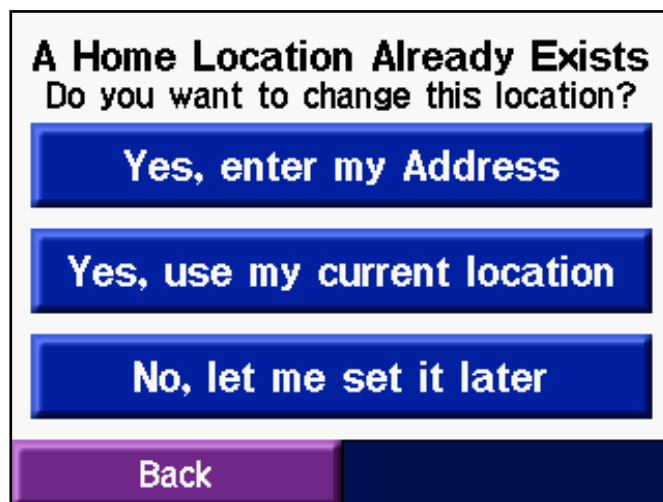 A Home Location Already Exists
Do you want to change this location?
Yes, enter my Address
Yes, use my current location
No, let me set it later
Back